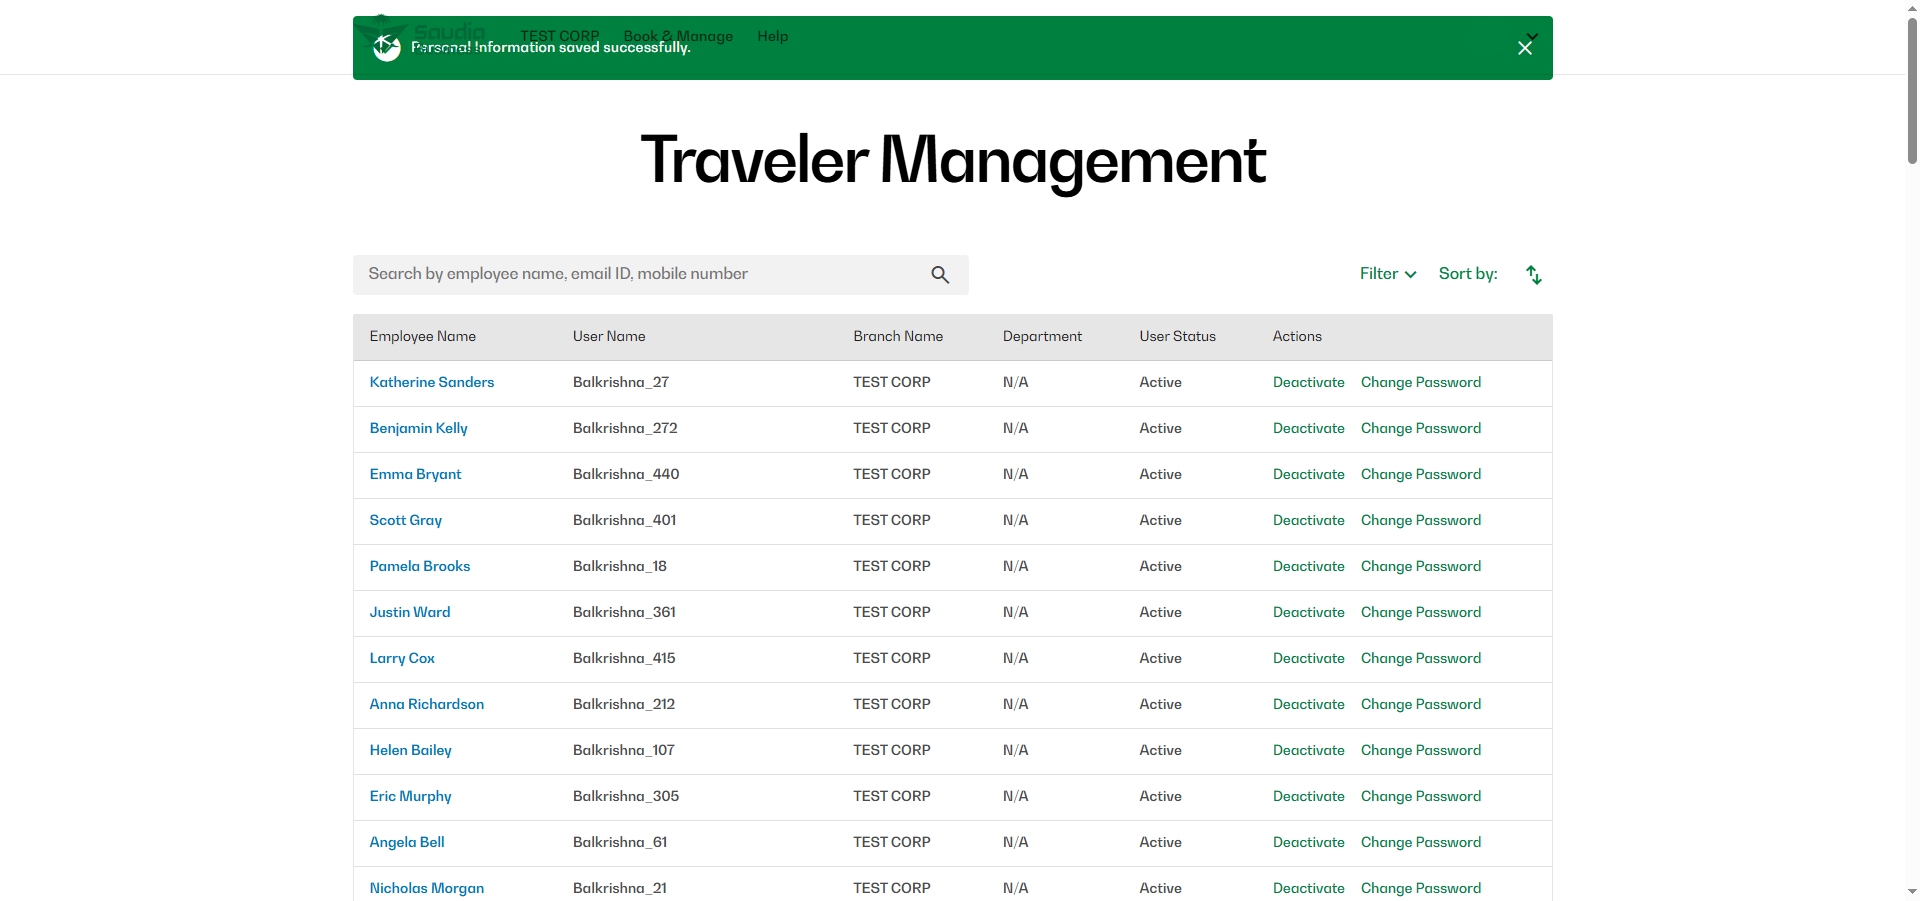 Saudia
TEST CORP Book & Manage Help
Personal Information saved successfully.
Traveler Management
Search by employee name, email ID, mobile number
Filter Sort by:
Employee Name User Name Branch Name Department User Status Actions
Katherine Sanders Balkrishna_27 TEST CORP N/A Active Deactivate Change Password
Benjamin Kelly Balkrishna_272 TEST CORP N/A Active Deactivate Change Password
Emma Bryant Balkrishna_440 TEST CORP N/A Active Deactivate Change Password
Scott Gray Balkrishna_401 TEST CORP N/A Active Deactivate Change Password
Pamela Brooks Balkrishna_18 TEST CORP N/A Active Deactivate Change Password
Justin Ward Balkrishna_361 TEST CORP N/A Active Deactivate Change Password
Larry Cox Balkrishna_415 TEST CORP N/A Active Deactivate Change Password
Anna Richardson Balkrishna_212 TEST CORP N/A Active Deactivate Change Password
Helen Bailey Balkrishna_107 TEST CORP N/A Active Deactivate Change Password
Eric Murphy Balkrishna_305 TEST CORP N/A Active Deactivate Change Password
Angela Bell Balkrishna_61 TEST CORP N/A Active Deactivate Change Password
Nicholas Morgan Balkrishna_21 TEST CORP N/A Active Deactivate Change Password